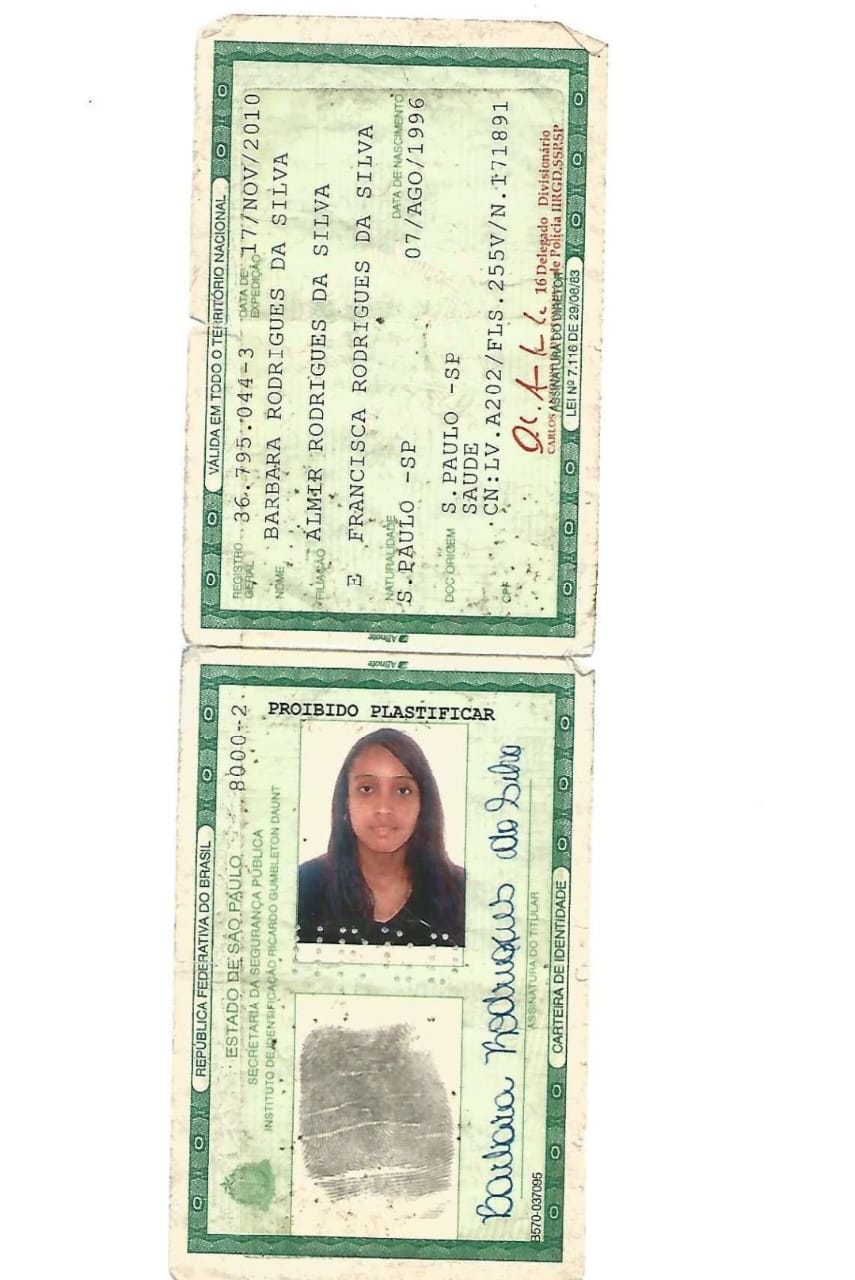 VÁLIDA EM TODO O TERRITÓRIO NACIONAL
REGISTRO GERAL 36.795.044-3 DATA DE EXPEDIÇÃO 17/NOV/2010
NOME BARBARA RODRIGUES DA SILVA
FILIAÇÃO ALMIR RODRIGUES DA SILVA
E FRANCISCA RODRIGUES DA SILVA
NATURALIDADE DATA DE NASCIMENTO
S.PAULO -SP 07/AGO/1996
DOC ORIGEM S.PAULO -SP
SAUDE
CPF CN:LV.A202/FLS.255V/N.171891
16 Delegado Divisionário
de Polícia IIRGD.SSP.SP
CARLOS
ASSINATURA DO DIRETOR
LEI Nº 7.116 DE 29/08/83
ABnote
ABnote
REPÚBLICA FEDERATIVA DO BRASIL
ESTADO DE SÃO PAULO 8000-2
SECRETARIA DA SEGURANÇA PÚBLICA
INSTITUTO DE IDENTIFICAÇÃO RICARDO GUMBLETON DAUNT
PROIBIDO PLASTIFICAR
Barbara Rodrigues da Silva
ASSINATURA DO TITULAR
B570-037095
CARTEIRA DE IDENTIDADE